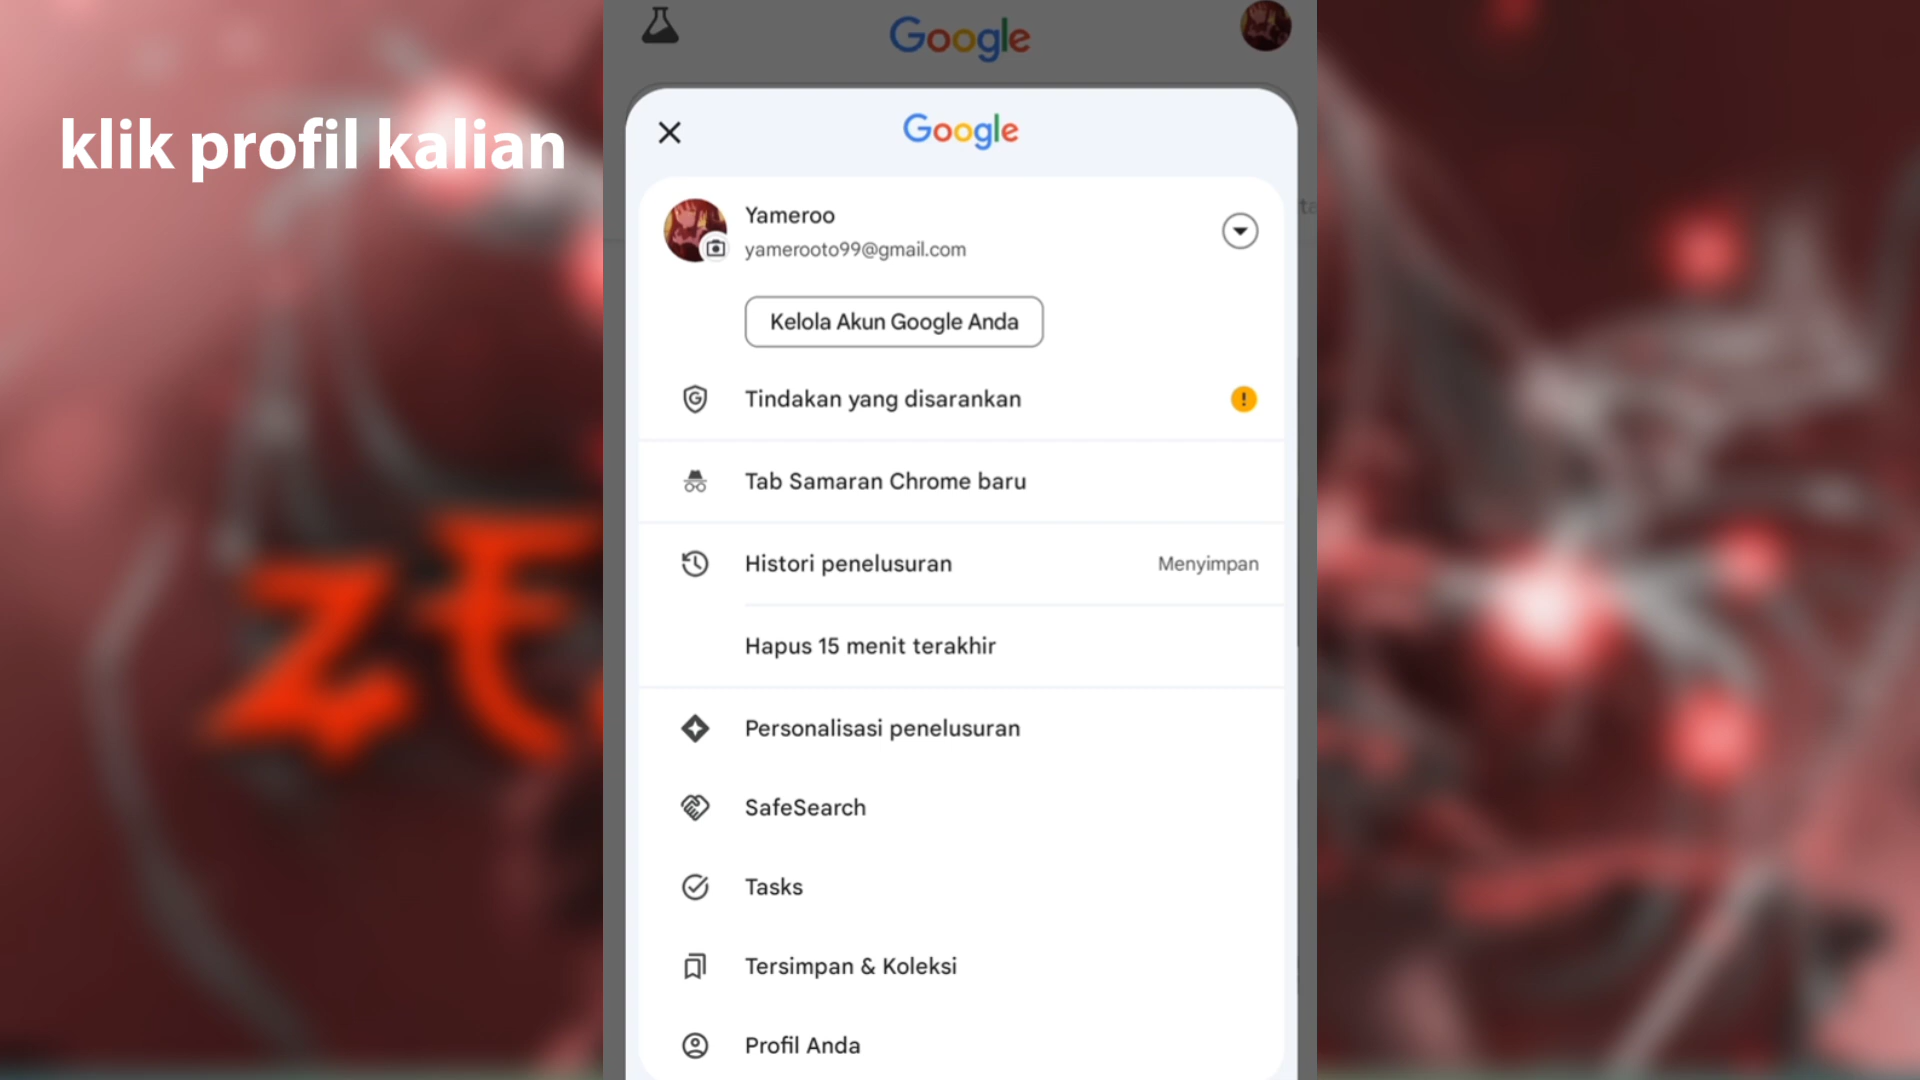 klik profil kalian
Google
Google
Yameroo
yamerooto99@gmail.com
Kelola Akun Google Anda
Tindakan yang disarankan
Tab Samaran Chrome baru
Histori penelusuran
Menyimpan
Hapus 15 menit terakhir
Personalisasi penelusuran
SafeSearch
Tasks
Tersimpan & Koleksi
Profil Anda